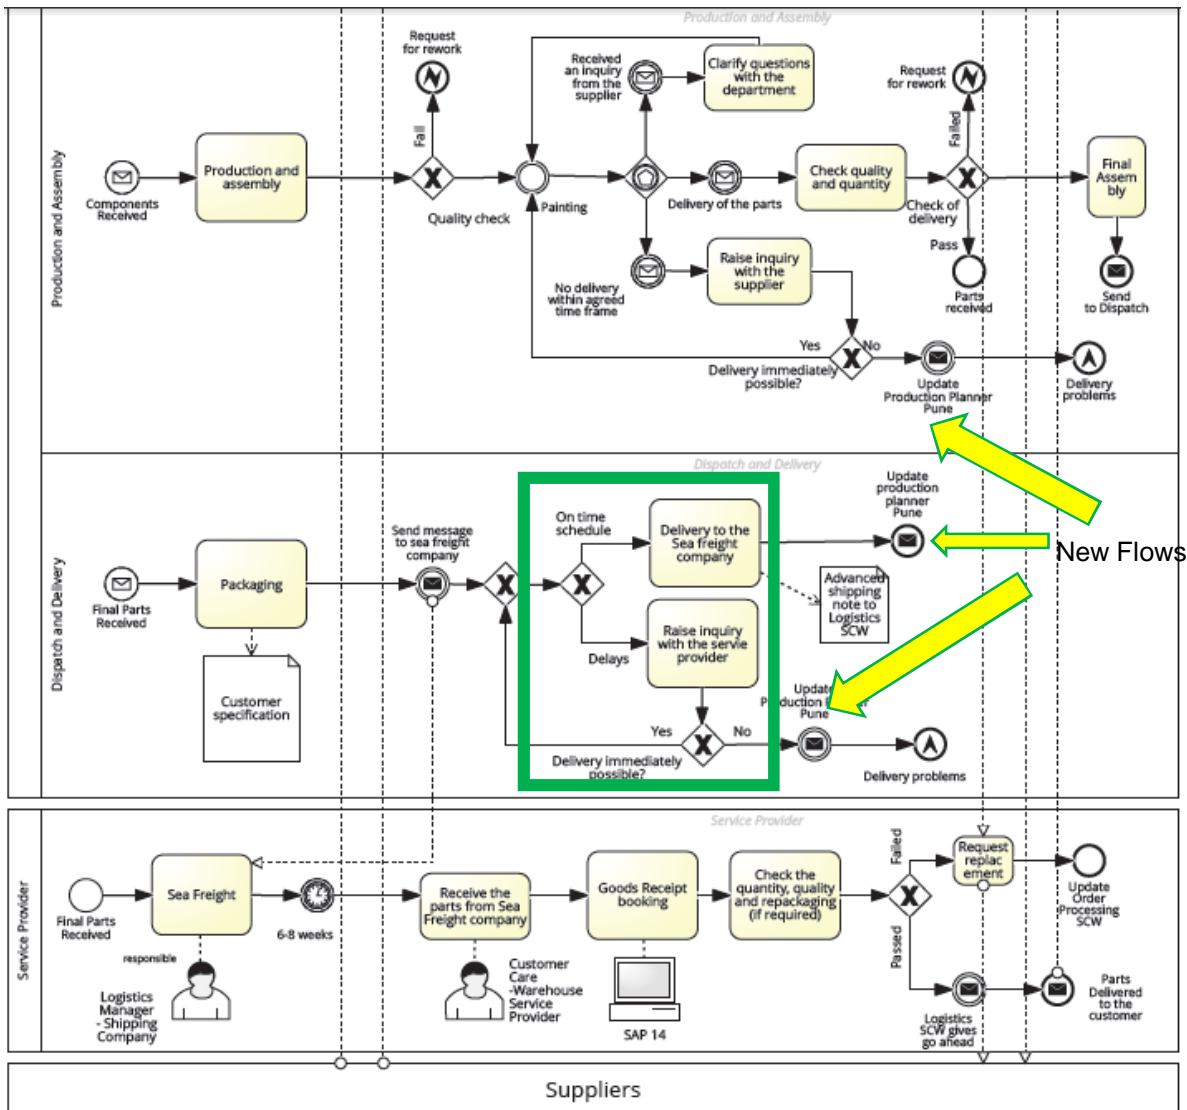 Production and Assembly
Production and Assembly
Request
for rework
Fail
Received
an inquiry
from the
supplier
Clarify questions
with the
department
Request
for rework
Failed
Components
Received
Production and
assembly
Quality check
Painting
Delivery of the parts
Check quality
and quantity
Check of
delivery
Final
Assem
bly
Pass
No delivery
within agreed
time frame
Raise inquiry
with the
supplier
Parts
received
Send
to Dispatch
Yes
No
Delivery immediately
possible?
Update
Production Planner
Pune
Delivery
problems
Dispatch and Delivery
Dispatch and Delivery
Final Parts
Received
Packaging
Customer
specification
Send message
to sea freight
company
On time
schedule
Delivery to the
Sea freight
company
Update
production
planner
Pune
New Flows
Advanced
shipping
note to
Logistics
SCW
Delays
Raise inquiry
with the servie
provider
Update
Pune
Yes
No
Delivery immediately
possible?
Delivery problems
Service Provider
Service Provider
Final Parts
Received
Sea Freight
responsible
Logistics
Manager
- Shipping
Company
6-8 weeks
Receive the
parts from Sea
Freight company
Customer
Care
-Warehouse
Service
Provider
Goods Receipt
booking
SAP 14
Check the
quantity, quality
and repackaging
(if required)
Failed
Passed
Request
replac
ement
Update
Order
Processing
SCW
Logistics
SCW gives
go ahead
Parts
Delivered
to the
customer
Suppliers